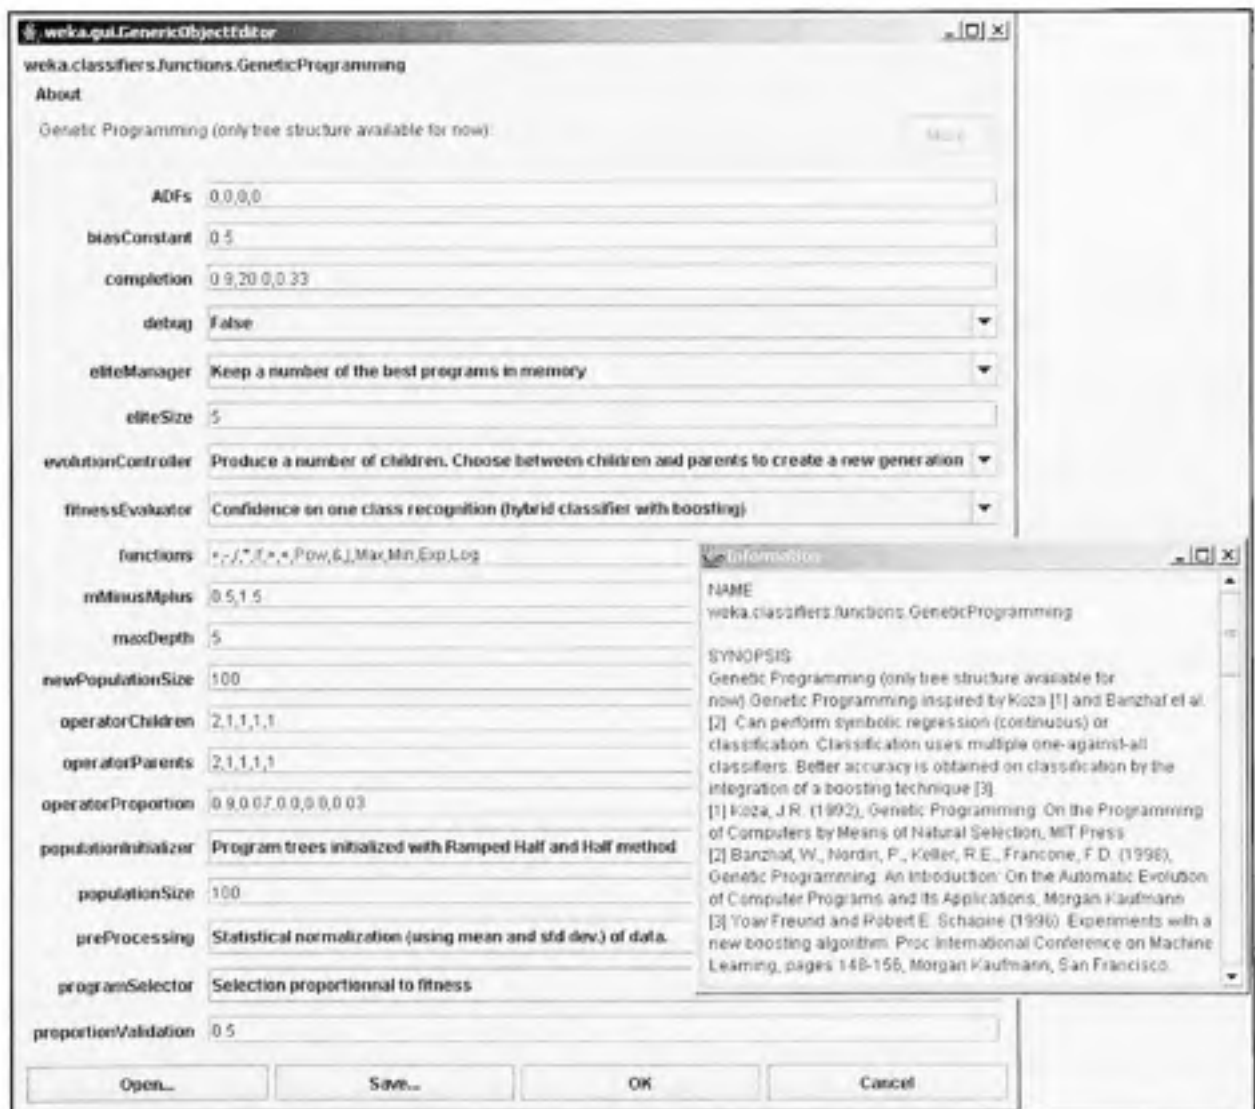 weka.gui.GenericObjectEditor
weka.classifiers.functions.GeneticProgramming
About
Genetic Programming (only tree structure available for now)
More
ADFs 0,0,0,0
biasConstant 0.5
completion 0.9,20.0,0.33
debug False
eliteManager Keep a number of the best programs in memory
eliteSize 5
evolutionController Produce a number of children. Choose between children and parents to create a new generation
fitnessEvaluator Confidence on one class recognition (hybrid classifier with boosting)
functions Pow,&,|,Max,Min,Exp,Log
mMinusMplus 0.5,1.5
maxDepth 5
newPopulationSize 100
operatorChildren 2,1,1,1,1
operatorParents 2,1,1,1,1
operatorProportion 0.9,0.07,0.0,0.0,0.03
populationInitializer Program trees initialized with Ramped Half and Half method
populationSize 100
preProcessing Statistical normalization (using mean and std dev.) of data.
programSelector Selection proportionnal to fitness
proportionValidation 0.5
Open...
Save...
OK
Cancel
Information
NAME
weka.classifiers.functions.GeneticProgramming
SYNOPSIS
Genetic Programming (only tree structure available for
now) Genetic Programming inspired by Koza [1] and Banzhaf et al.
[2]. Can perform symbolic regression (continuous) or
classification. Classification uses multiple one-against-all
classifiers. Better accuracy is obtained on classification by the
integration of a boosting technique [3]
[1] Koza, J.R. (1992), Genetic Programming: On the Programming
of Computers by Means of Natural Selection, MIT Press
[2] Banzhaf, W., Nordin, P., Keller, R.E., Francone, F.D. (1998),
Genetic Programming: An Introduction: On the Automatic Evolution
of Computer Programs and Its Applications, Morgan Kaufmann
[3] Yoav Freund and Robert E. Schapire (1996). Experiments with a
new boosting algorithm. Proc International Conference on Machine
Learning, pages 148-156, Morgan Kaufmann, San Francisco.